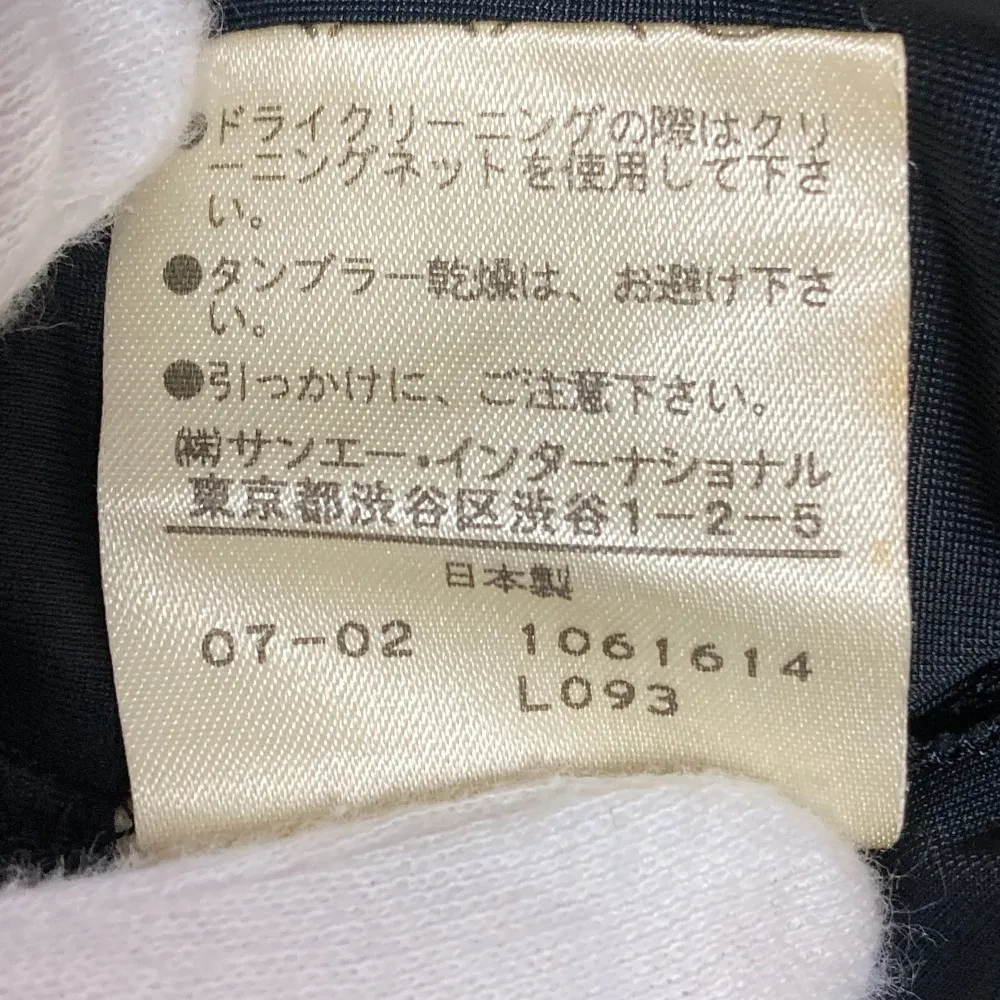 ●ドライクリーニングの際はクリ
ーニングネットを使用して下さ
い。
●タンブラー乾燥は、お避け下さ
い。
●引っかけに、ご注意下さい。
㈱サンエー・インターナショナル
東京都渋谷区渋谷1-2-5
日本製
07-02 1061614
L093